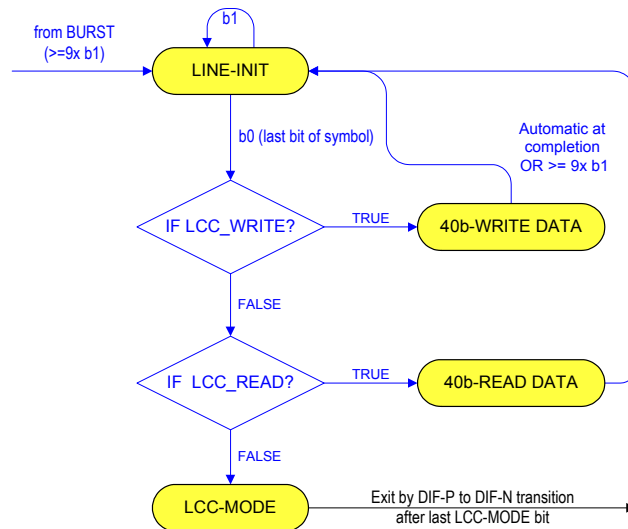 from BURST
(>=9x b1)
b1
LINE-INIT
b0 (last bit of symbol)
Automatic at
completion
OR >= 9x b1
IF LCC_WRITE?
TRUE
40b-WRITE DATA
FALSE
IF LCC_READ?
TRUE
40b-READ DATA
FALSE
LCC-MODE
Exit by DIF-P to DIF-N transition
after last LCC-MODE bit